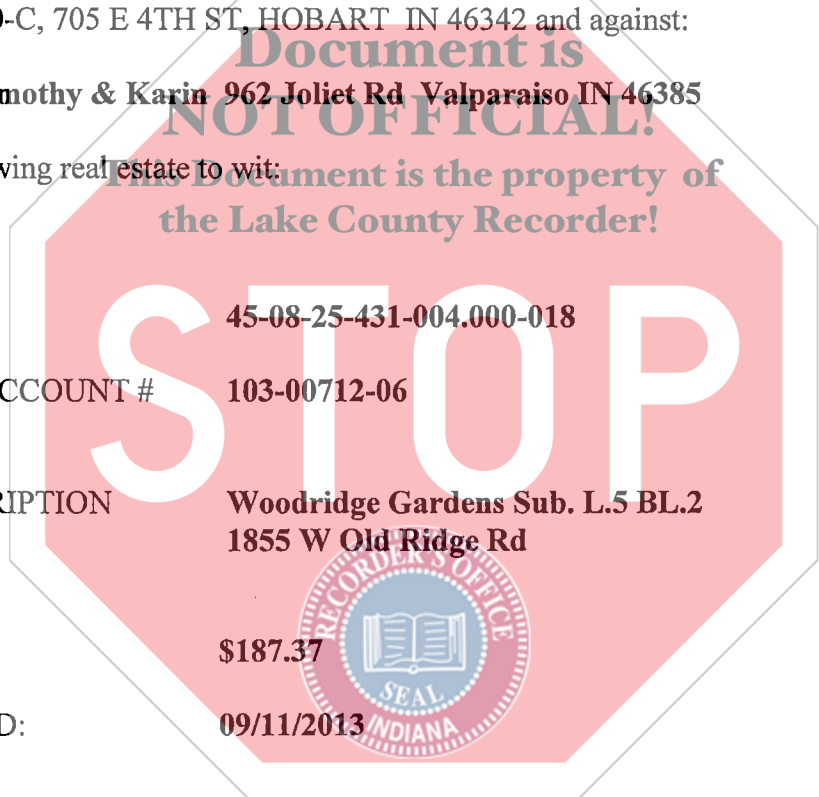 -C, 705 E 4TH ST, HOBART IN 46342 and against:
Document is
mothy & Karin 962 Joliet Rd Valparaiso IN 46385
NOT OFFICIAL!
wing real estate to wit:
This Document is the property of
the Lake County Recorder!
STOP
45-08-25-431-004.000-018
CCOUNT # 103-00712-06
RIPTION Woodridge Gardens Sub. L.5 BL.2
1855 W Old Ridge Rd
RECORDER'S OFFICE
$187.37
SEAL
INDIANA
D: 09/11/2013